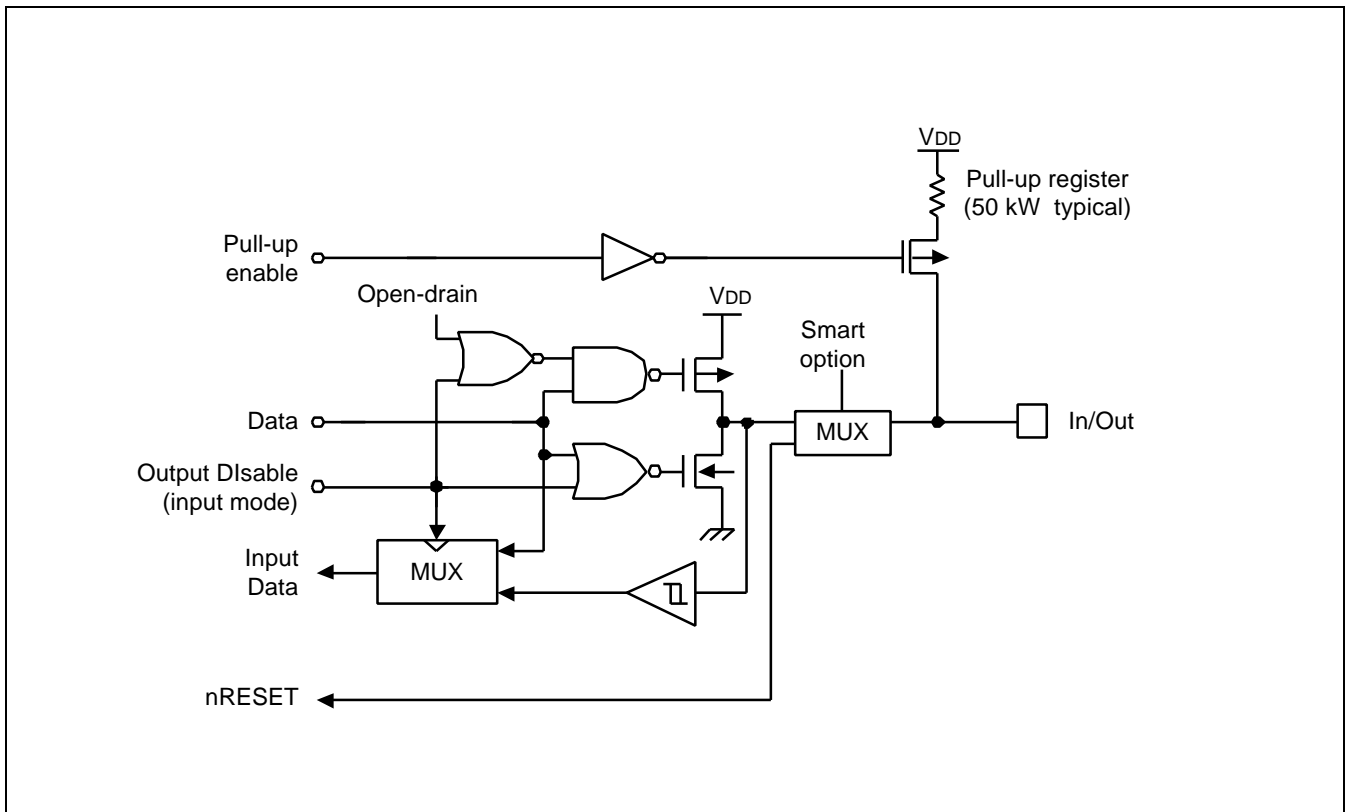 VDD
Pull-up register
(50 kW typical)
Pull-up
enable
Open-drain
VDD
Smart
option
Data
MUX
In/Out
Output DIsable
(input mode)
Input
Data
MUX
nRESET